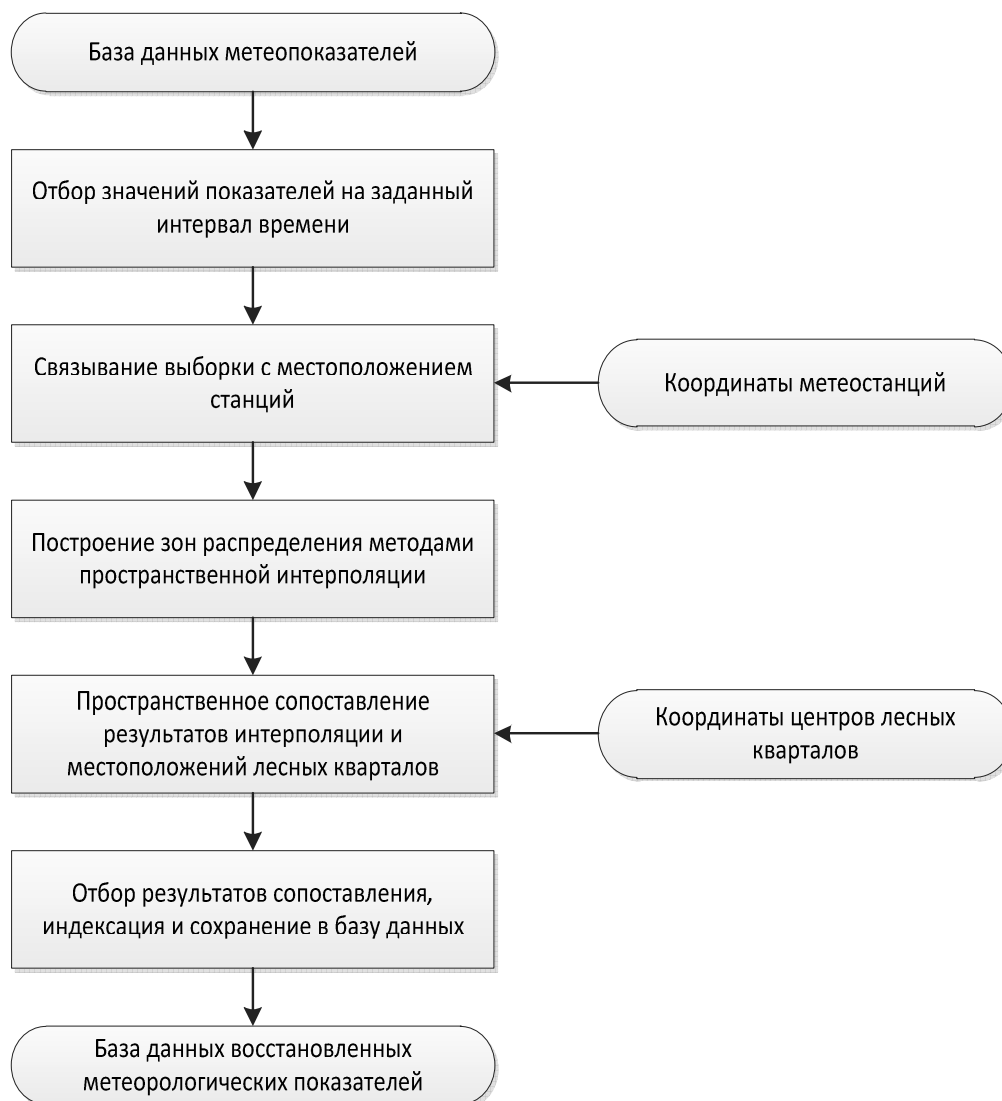 База данных метеопоказателей
Отбор значений показателей на заданный
интервал времени
Связывание выборки с местоположением
станций
Координаты метеостанций
Построение зон распределения методами
пространственной интерполяции
Пространственное сопоставление
результатов интерполяции и
местоположений лесных кварталов
Координаты центров лесных
кварталов
Отбор результатов сопоставления,
индексация и сохранение в базу данных
База данных восстановленных
метеорологических показателей